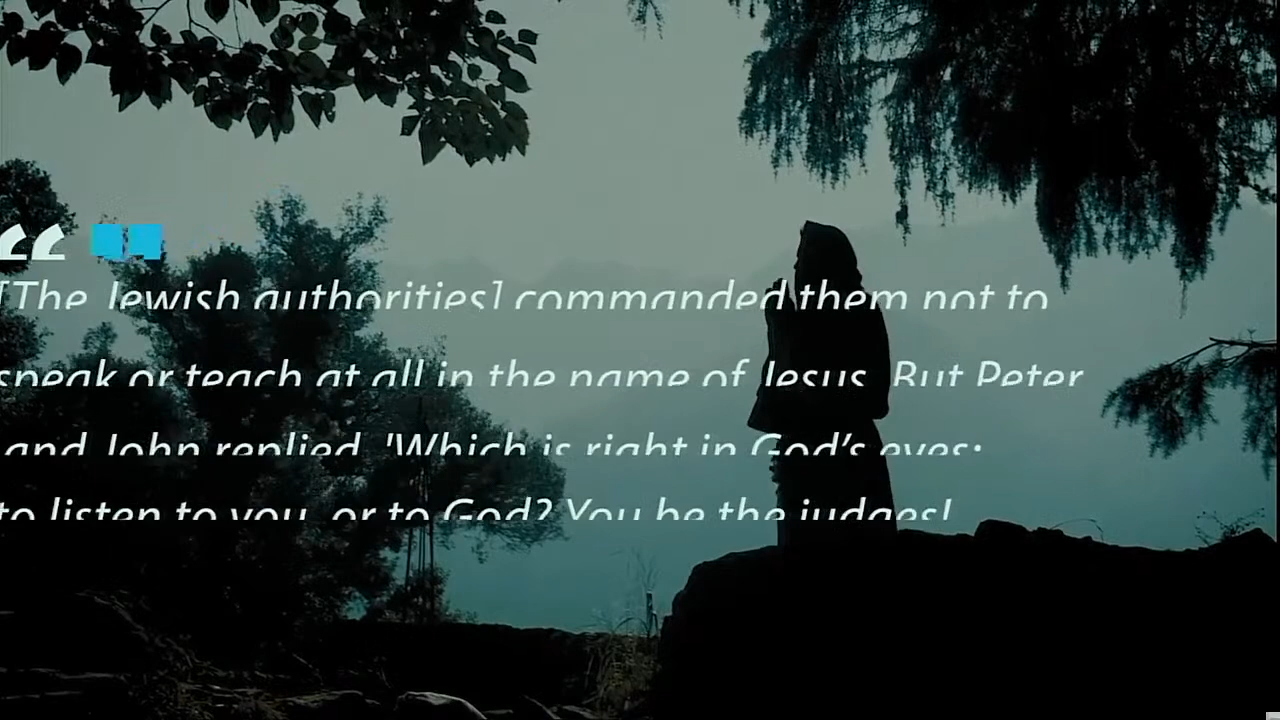 “
[The Jewish authorities] commanded them not to
speak or teach at all in the name of Jesus. But Peter
and John replied, 'Which is right in God’s eyes:
to listen to you, or to God? You be the judges!